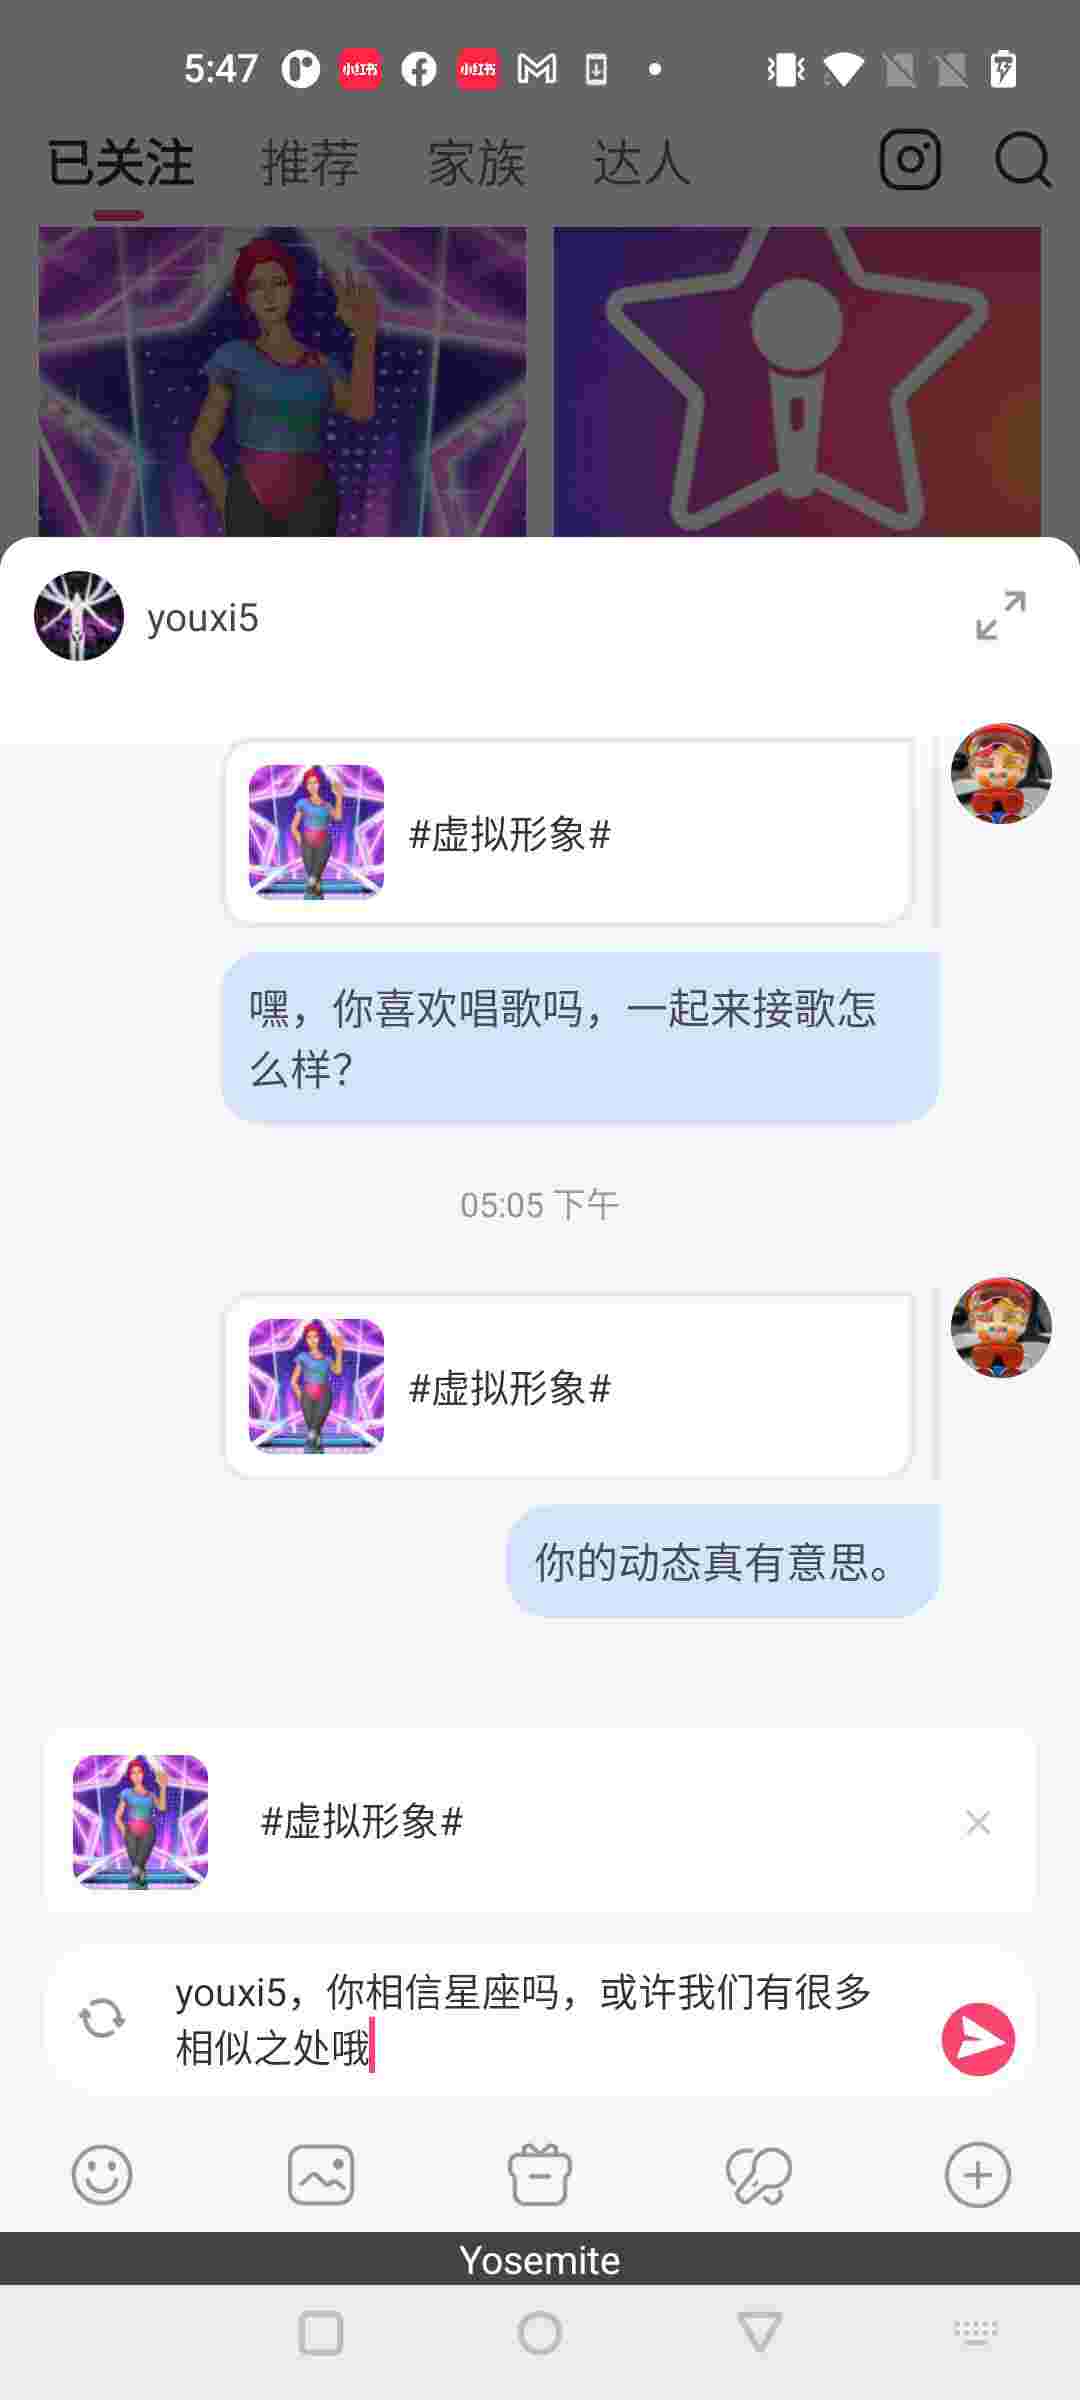 5:47 小红书 小红书
已关注 推荐 家族 达人
youxi5
#虚拟形象#
嘿，你喜欢唱歌吗，一起来接歌怎
么样?
05:05 下午
#虚拟形象#
你的动态真有意思。
#虚拟形象#
youxi5，你相信星座吗，或许我们有很多
相似之处哦
Yosemite